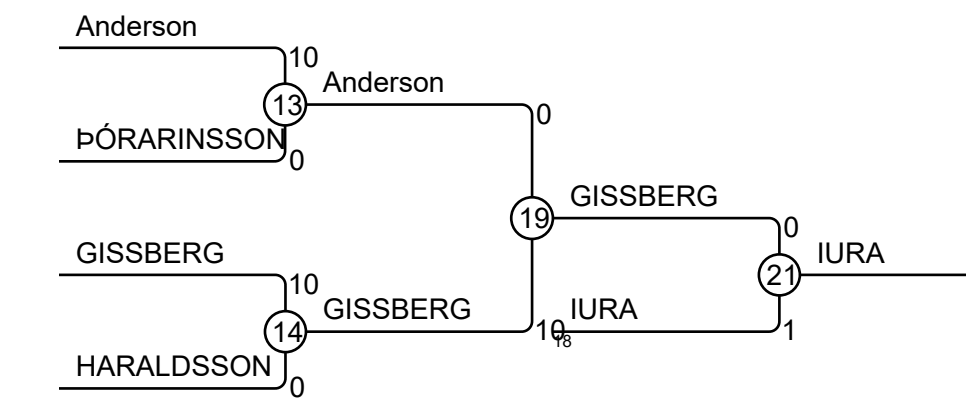 Anderson
10
13
Anderson
ÞÓRARINSSON
0
0
19
GISSBERG
0
GISSBERG
10
14
GISSBERG
10
HARALDSSON
0
18
IURA
21
IURA
1